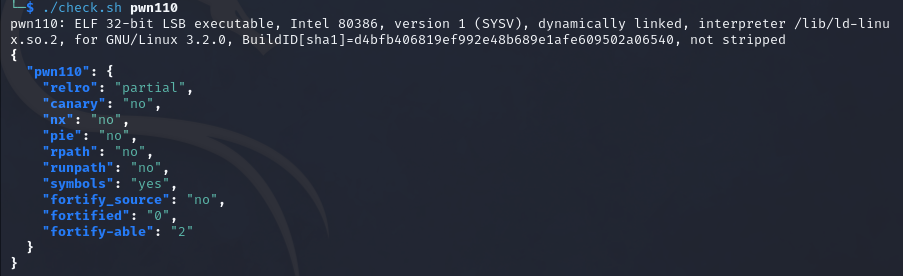 └─$ ./check.sh pwn110
pwn110: ELF 32-bit LSB executable, Intel 80386, version 1 (SYSV), dynamically linked, interpreter /lib/ld-linu
x.so.2, for GNU/Linux 3.2.0, BuildID[sha1]=d4bfb406819ef992e48b689e1afe609502a06540, not stripped
{
  "pwn110": {
    "relro": "partial",
    "canary": "no",
    "nx": "no",
    "pie": "no",
    "rpath": "no",
    "runpath": "no",
    "symbols": "yes",
    "fortify_source": "no",
    "fortified": "0",
    "fortify-able": "2"
  }
}